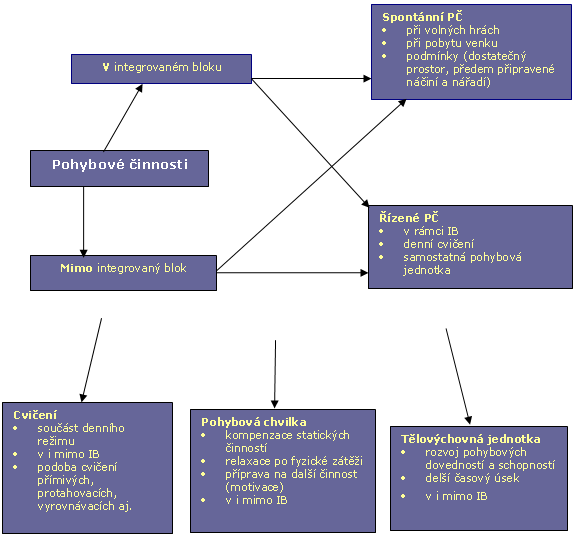 Spontánní PČ
• při volných hrách
• při pobytu venku
• podmínky (dostatečný
prostor, předem připravené
náčiní a nářadí)
V integrovaném bloku
Pohybové činnosti
Řízené PČ
• v rámci IB
• denní cvičení
• samostatná pohybová
jednotka
Mimo integrovaný blok
Cvičení
• součást denního
režimu
• v i mimo IB
• podoba cvičení
přímivých,
protahovacích,
vyrovnávacích aj.
Pohybová chvilka
• kompenzace statických
činností
• relaxace po fyzické zátěži
• příprava na další činnost
(motivace)
• v i mimo IB
Tělovýchovná jednotka
• rozvoj pohybových
dovedností a schopností
• delší časový úsek
• v i mimo IB